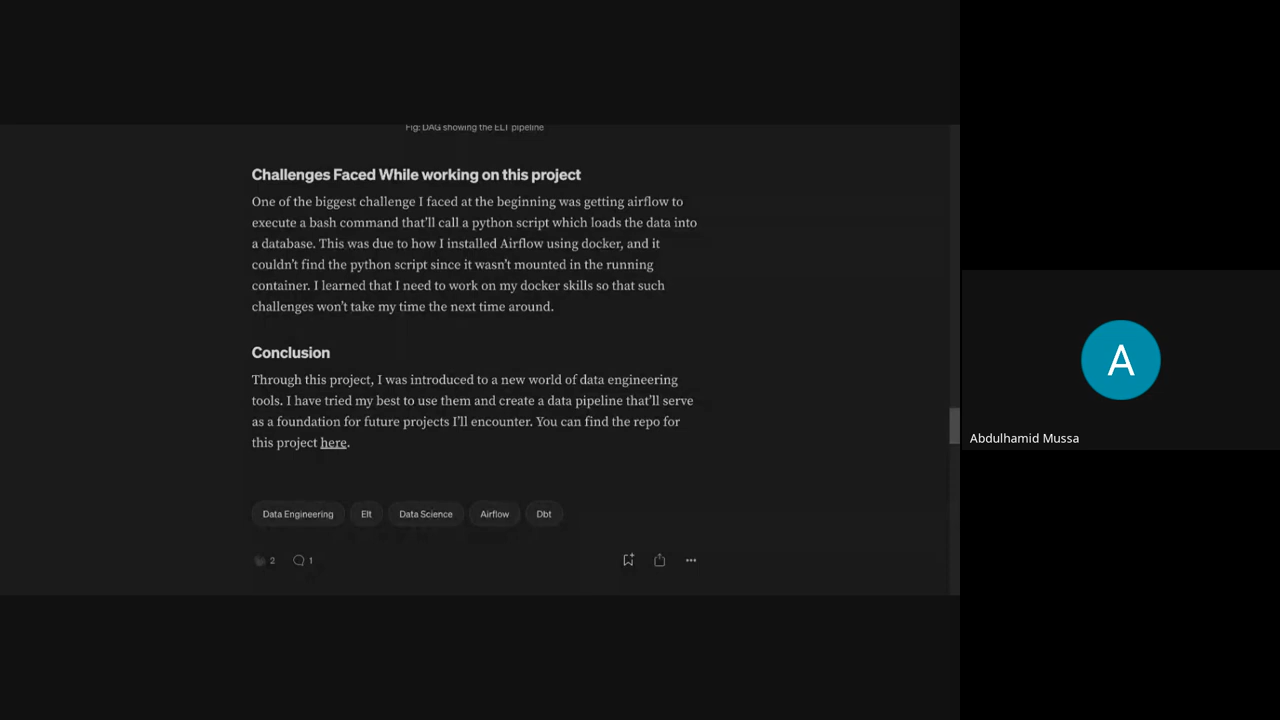 Fig: DAG showing the ELT pipeline
Challenges Faced While working on this project
One of the biggest challenge I faced at the beginning was getting airflow to
execute a bash command that’ll call a python script which loads the data into
a database. This was due to how I installed Airflow using docker, and it
couldn’t find the python script since it wasn’t mounted in the running
container. I learned that I need to work on my docker skills so that such
challenges won’t take my time the next time around.
Conclusion
Through this project, I was introduced to a new world of data engineering
tools. I have tried my best to use them and create a data pipeline that’ll serve
as a foundation for future projects I’ll encounter. You can find the repo for
this project here.
Data Engineering
Elt
Data Science
Airflow
Dbt
2
1
A
Abdulhamid Mussa